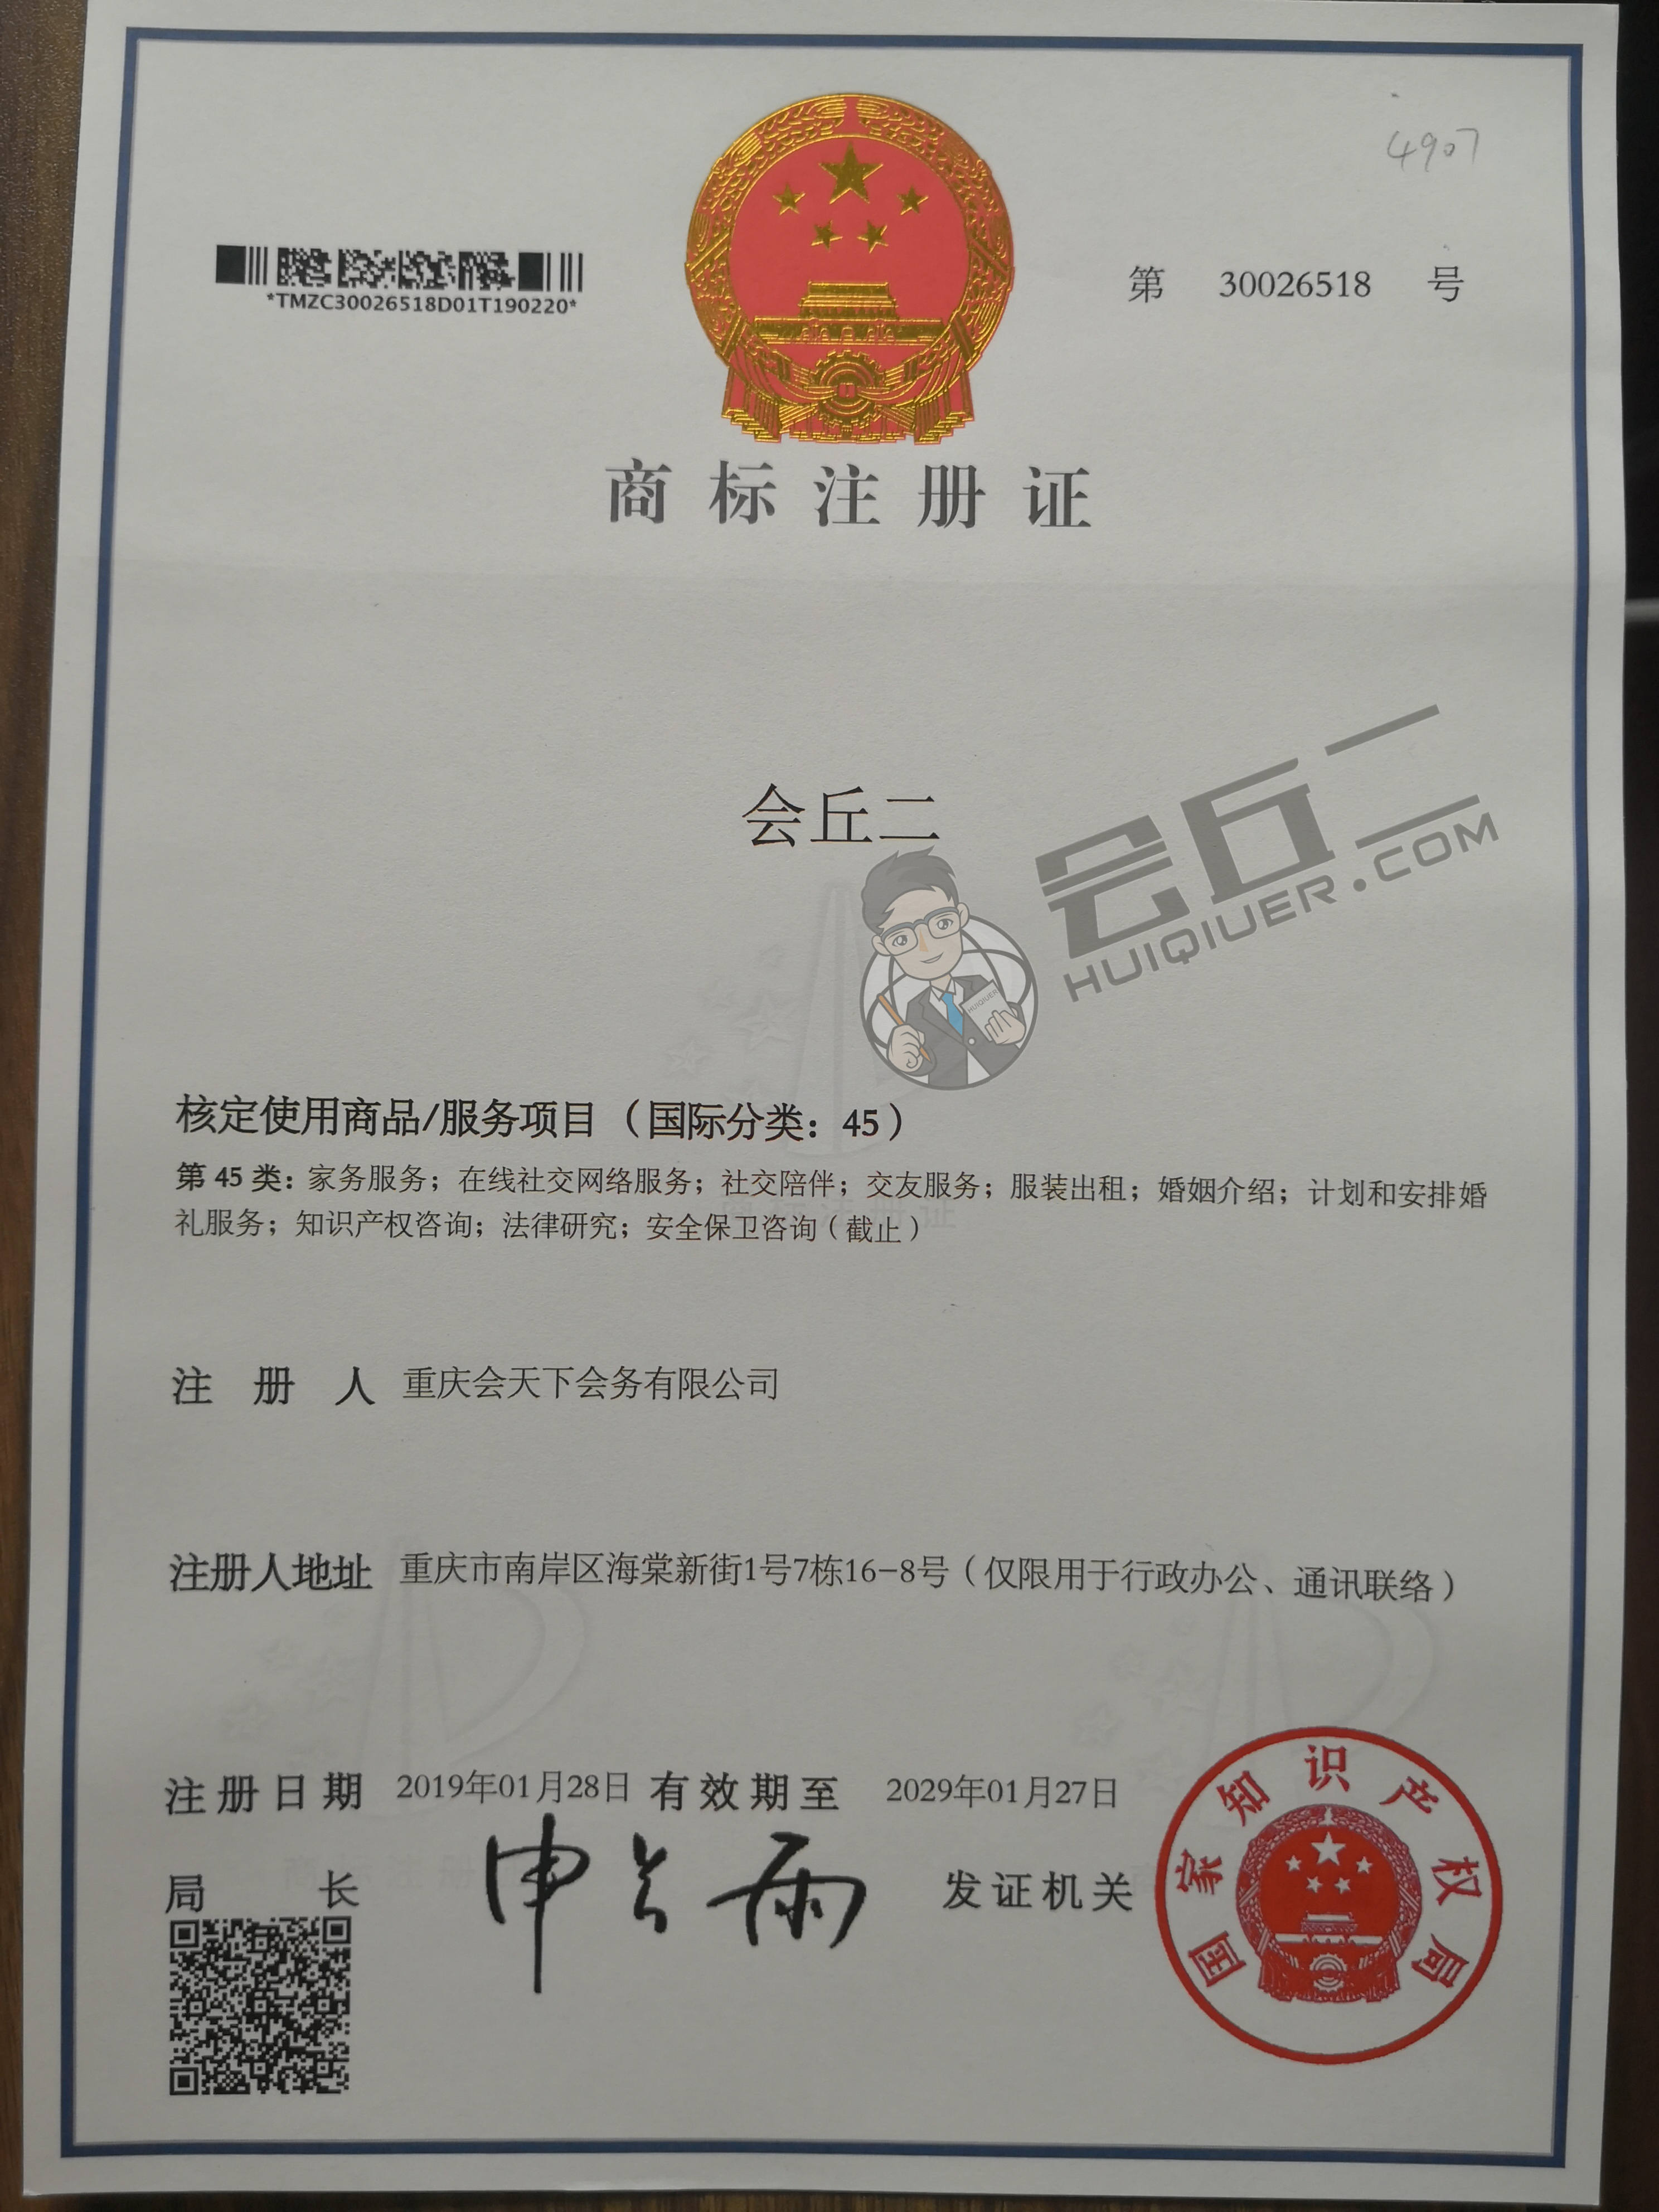 4907
*TMZC30026518D01T190220*
第 30026518 号
商标注册证
会丘二
会丘二
HUIQIUER.COM
HUIQIUER
核定使用商品/服务项目（国际分类：45）
第 45 类：家务服务；在线社交网络服务；社交陪伴；交友服务；服装出租；婚姻介绍；计划和安排婚
礼服务；知识产权咨询；法律研究；安全保卫咨询（截止）
商标注册证
注册人 重庆会天下会务有限公司
注册人地址 重庆市南岸区海棠新街1号7栋16-8号（仅限用于行政办公、通讯联络）
注册日期 2019年01月28日 有效期至 2029年01月27日
局长 申长雨 发证机关
国家知识产权局